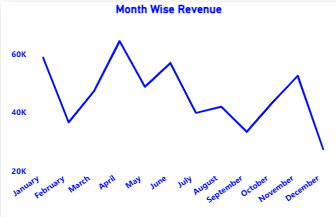 Month Wise Revenue
60K
40K
20K
January
February
March
April
May
June
July
August
September
October
November
December